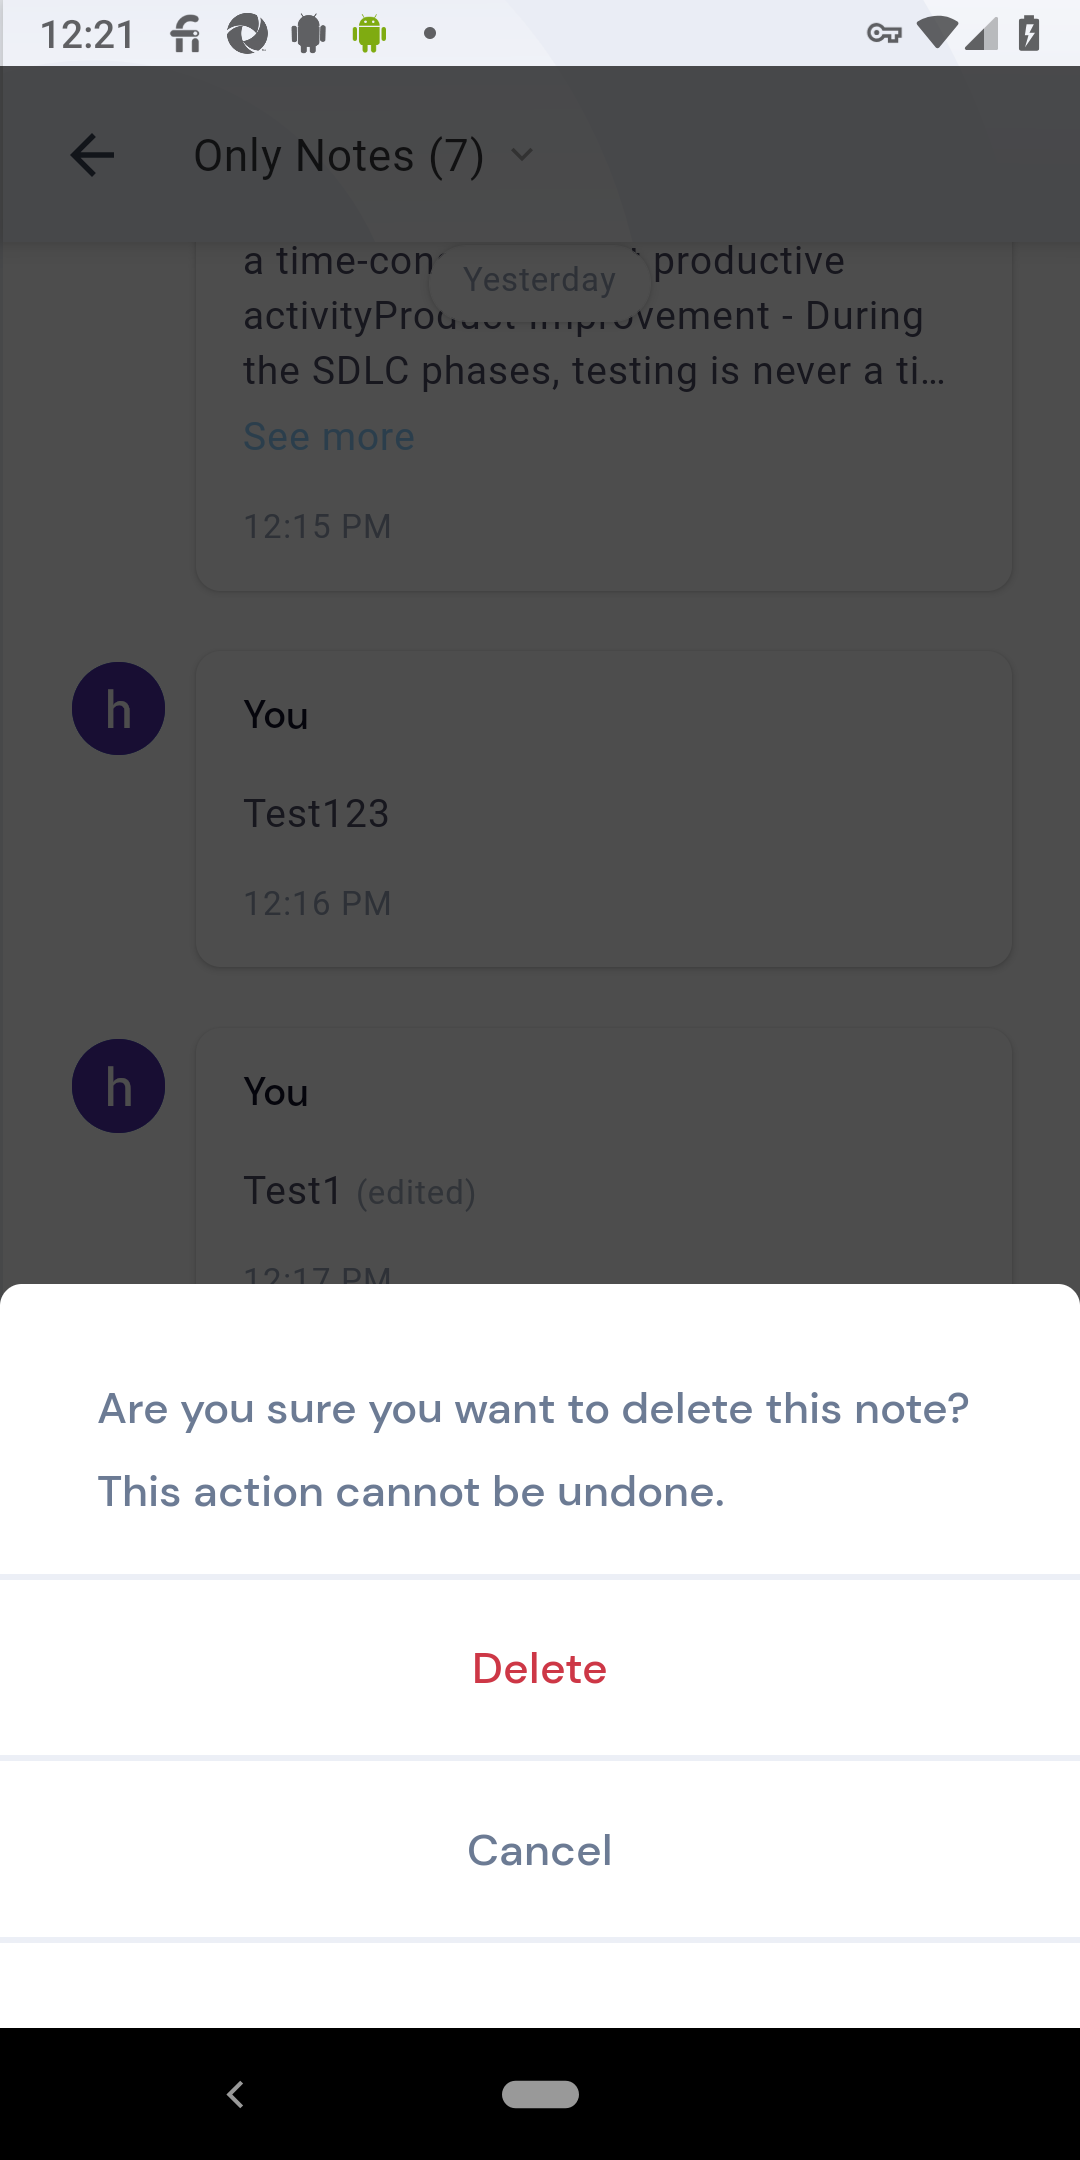 12:21
Only Notes (7)
a time-con productive
Yesterday
activityProduct Improvement - During
the SDLC phases, testing is never a ti…
See more
12:15 PM
h
You
Test123
12:16 PM
h
You
Test1 (edited)
12:17 PM
Are you sure you want to delete this note?
This action cannot be undone.
Delete
Cancel